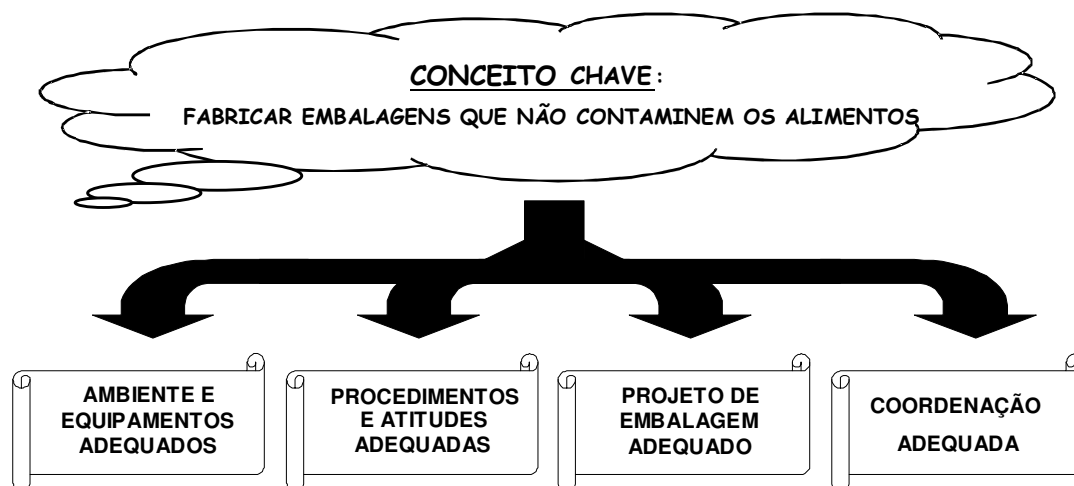 CONCEITO CHAVE:
FABRICAR EMBALAGENS QUE NÃO CONTAMINEM OS ALIMENTOS
AMBIENTE E
EQUIPAMENTOS
ADEQUADOS
PROCEDIMENTOS
E ATITUDES
ADEQUADAS
PROJETO DE
EMBALAGEM
ADEQUADO
COORDENAÇÃO
ADEQUADA